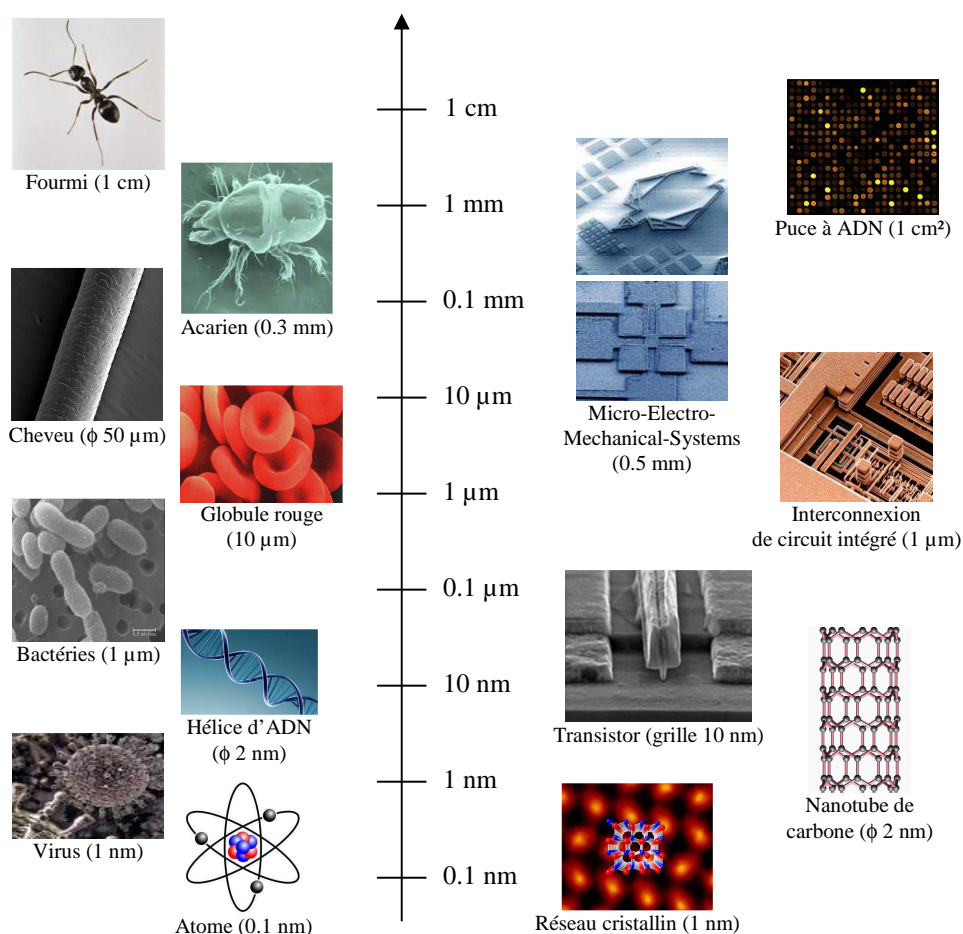 Fourmi (1 cm)
Acarien (0.3 mm)
Cheveu (ϕ 50 µm)
Globule rouge
(10 µm)
Bactéries (1 µm)
Hélice d’ADN
(ϕ 2 nm)
Virus (1 nm)
Atome (0.1 nm)
1 cm
1 mm
0.1 mm
10 µm
1 µm
0.1 µm
10 nm
1 nm
0.1 nm
Puce à ADN (1 cm²)
Micro-Electro-
Mechanical-Systems
(0.5 mm)
Interconnexion
de circuit intégré (1 µm)
Transistor (grille 10 nm)
Nanotube de
carbone (ϕ 2 nm)
Réseau cristallin (1 nm)